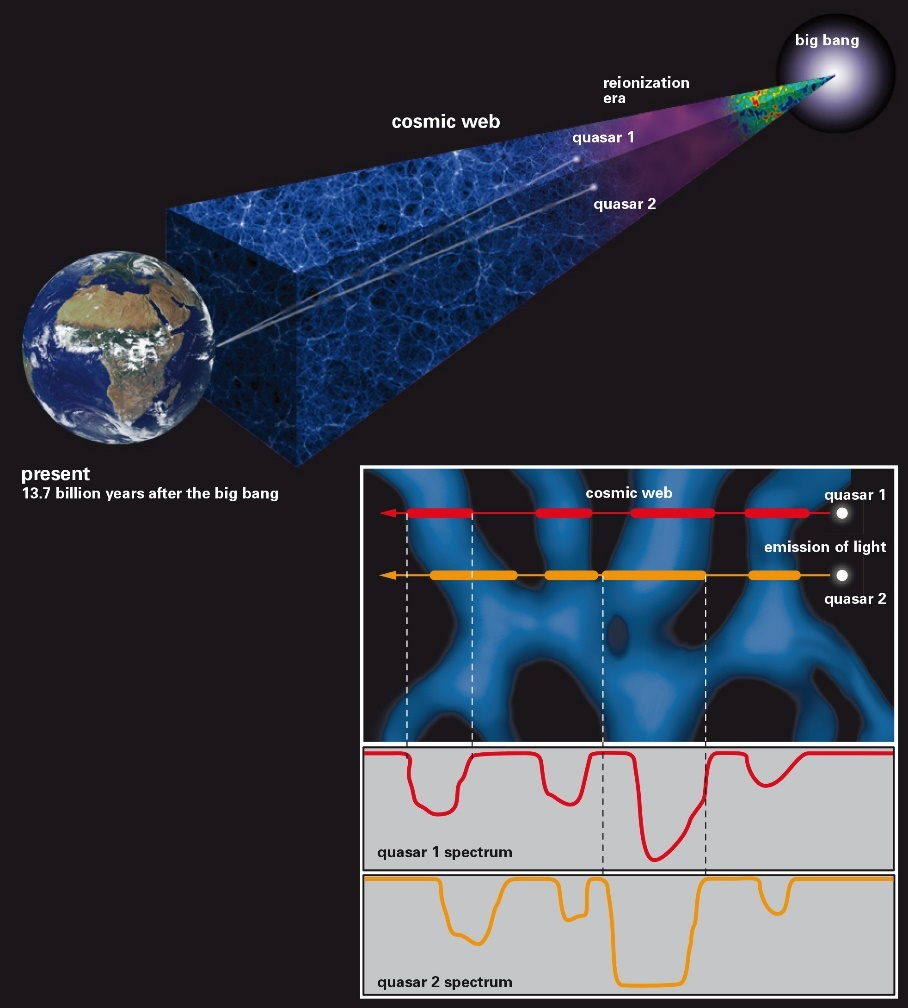 big bang
reionization
era
cosmic web
quasar 1
quasar 2
present
13.7 billion years after the big bang
cosmic web
quasar 1
emission of light
quasar 2
quasar 1 spectrum
quasar 2 spectrum